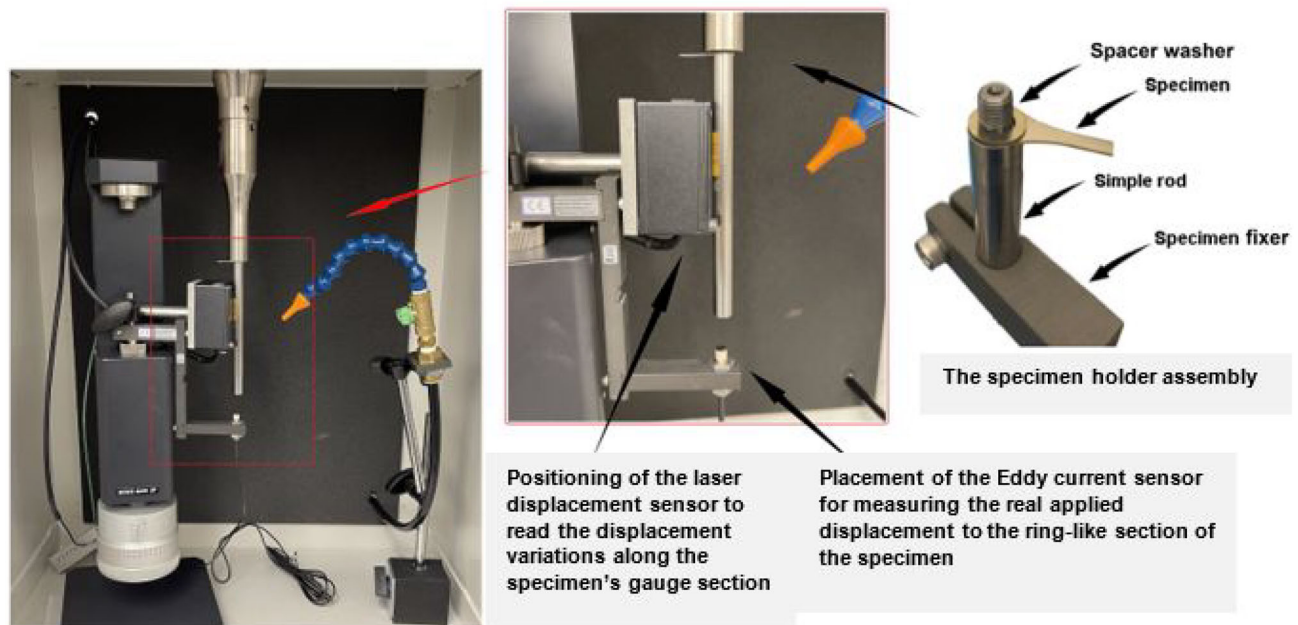 Spacer washer
Specimen
Simple rod
Specimen fixer
The specimen holder assembly
Positioning of the laser
displacement sensor to
read the displacement
variations along the
specimen's gauge section
Placement of the Eddy current sensor
for measuring the real applied
displacement to the ring-like section of
the specimen
CE